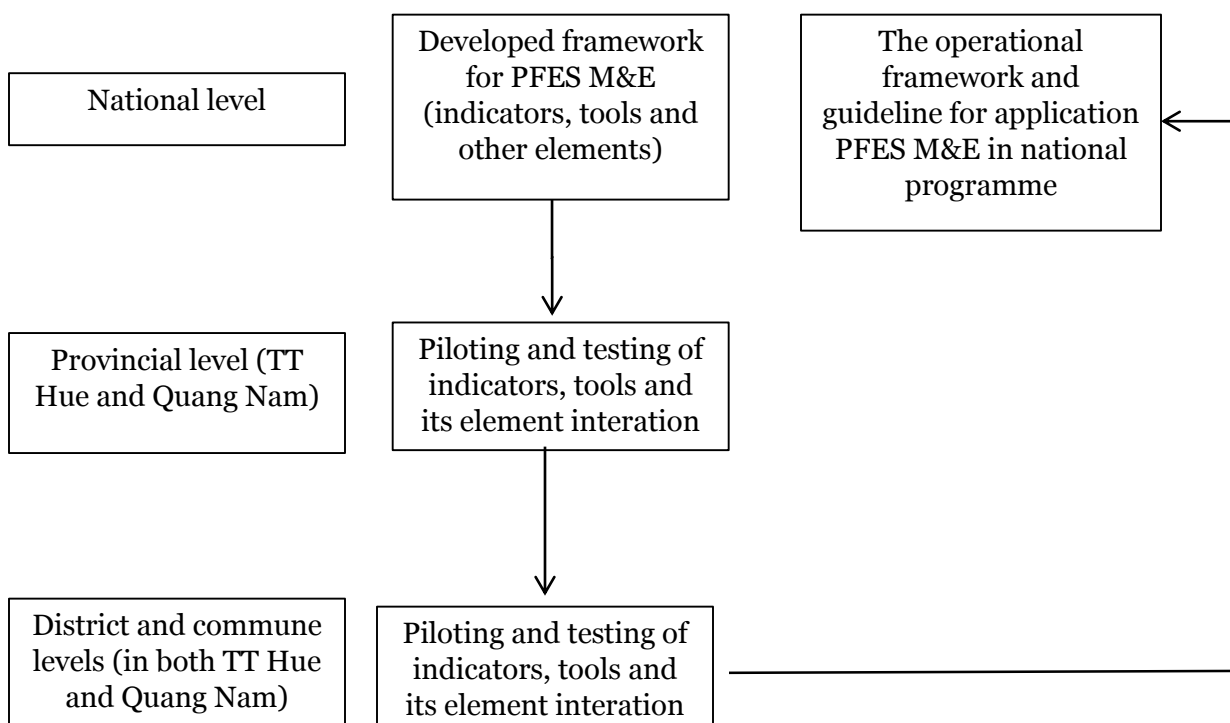 National level
Developed framework
for PFES M&E
(indicators, tools and
other elements)
The operational
framework and
guideline for application
PFES M&E in national
programme
Provincial level (TT
Hue and Quang Nam)
Piloting and testing of
indicators, tools and
its element interation
District and commune
levels (in both TT Hue
and Quang Nam)
Piloting and testing of
indicators, tools and
its element interation